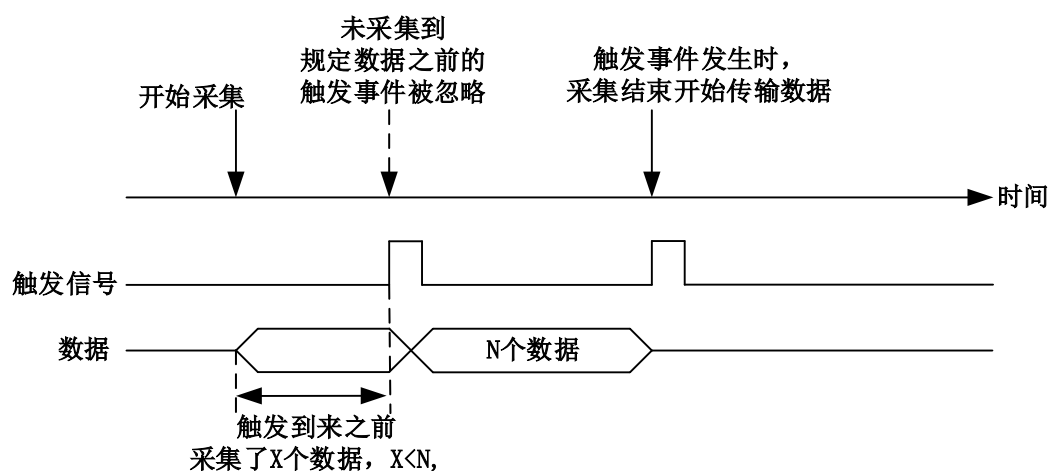 未采集到
规定数据之前的
触发事件被忽略
触发事件发生时，
采集结束开始传输数据
开始采集
时间
触发信号
数据
N个数据
触发到来之前
采集了X个数据，X<N,